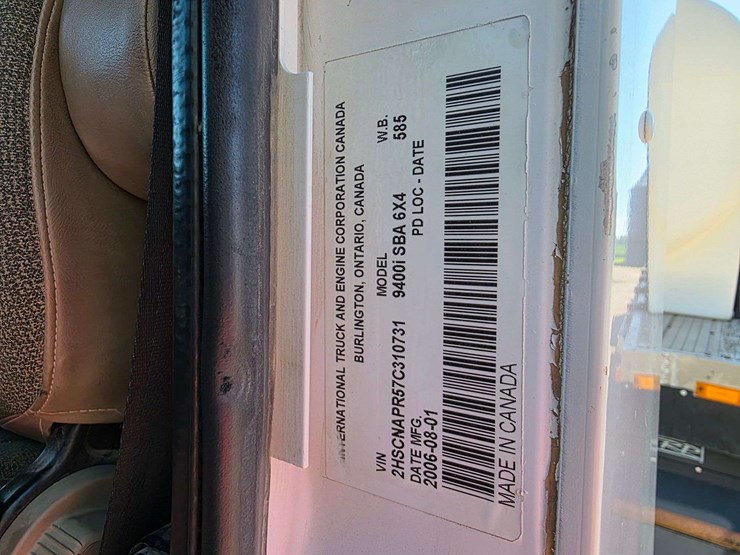 INTERNATIONAL TRUCK AND ENGINE CORPORATION CANADA
BURLINGTON, ONTARIO, CANADA
VIN MODEL W.B.
2HSCNAPR57C310731 9400i SBA 6X4 585
DATE MFG. PD LOC - DATE
2006-08-01
MADE IN CANADA